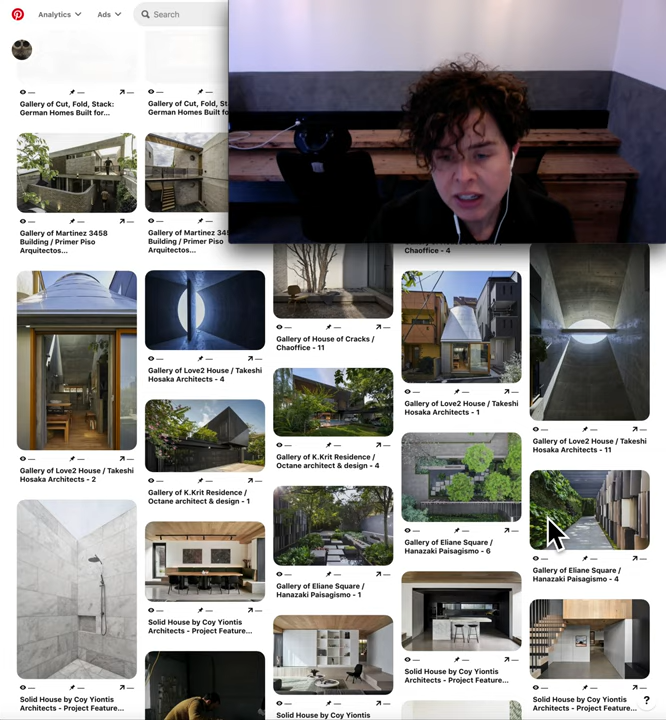 Analytics
Ads
Search
Gallery of Cut, Fold, Stack:
German Homes Built for...
Gallery of Cut, Fold, St
German Homes Built for
Gallery of Martinez 3458
Building / Primer Piso
Arquitectos...
Gallery of Martinez 345
Building / Primer Piso
Arquitectos...
Gallery of House of Cracks /
Chaoffice - 11
Chaoffice - 4
Gallery of Love2 House / Takeshi
Hosaka Architects - 2
Gallery of Love2 House / Takeshi
Hosaka Architects - 4
Gallery of K.Krit Residence /
Octane architect & design - 4
Gallery of Love2 House / Takeshi
Hosaka Architects - 1
Gallery of Love2 House / Takeshi
Hosaka Architects - 11
Gallery of K.Krit Residence /
Octane architect & design - 1
Gallery of Eliane Square /
Hanazaki Paisagismo - 1
Gallery of Eliane Square /
Hanazaki Paisagismo - 6
Gallery of Eliane Square /
Hanazaki Paisagismo - 4
Solid House by Coy Yiontis
Architects - Project Feature...
Solid House by Coy Yiontis
Architects - Project Feature...
Solid House by Coy Yiontis
Solid House by Coy Yiontis
Architects - Project Feature...
Solid House by Coy Yiontis
Architects - Project Feature...
?